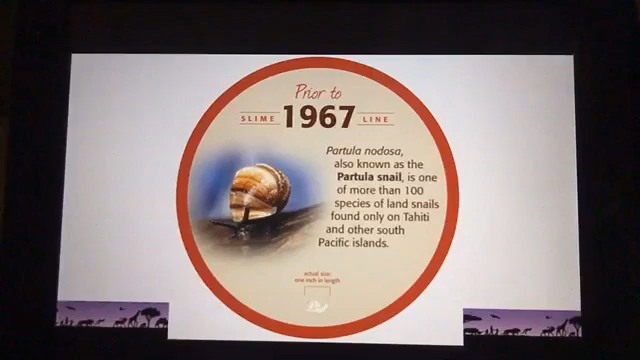 Prior to
SLIME 1967 LINE
Partula nodosa,
also known as the
Partula snail, is one
of more than 100
species of land snails
found only on Tahiti
and other south
Pacific islands.
actual size:
one inch in length